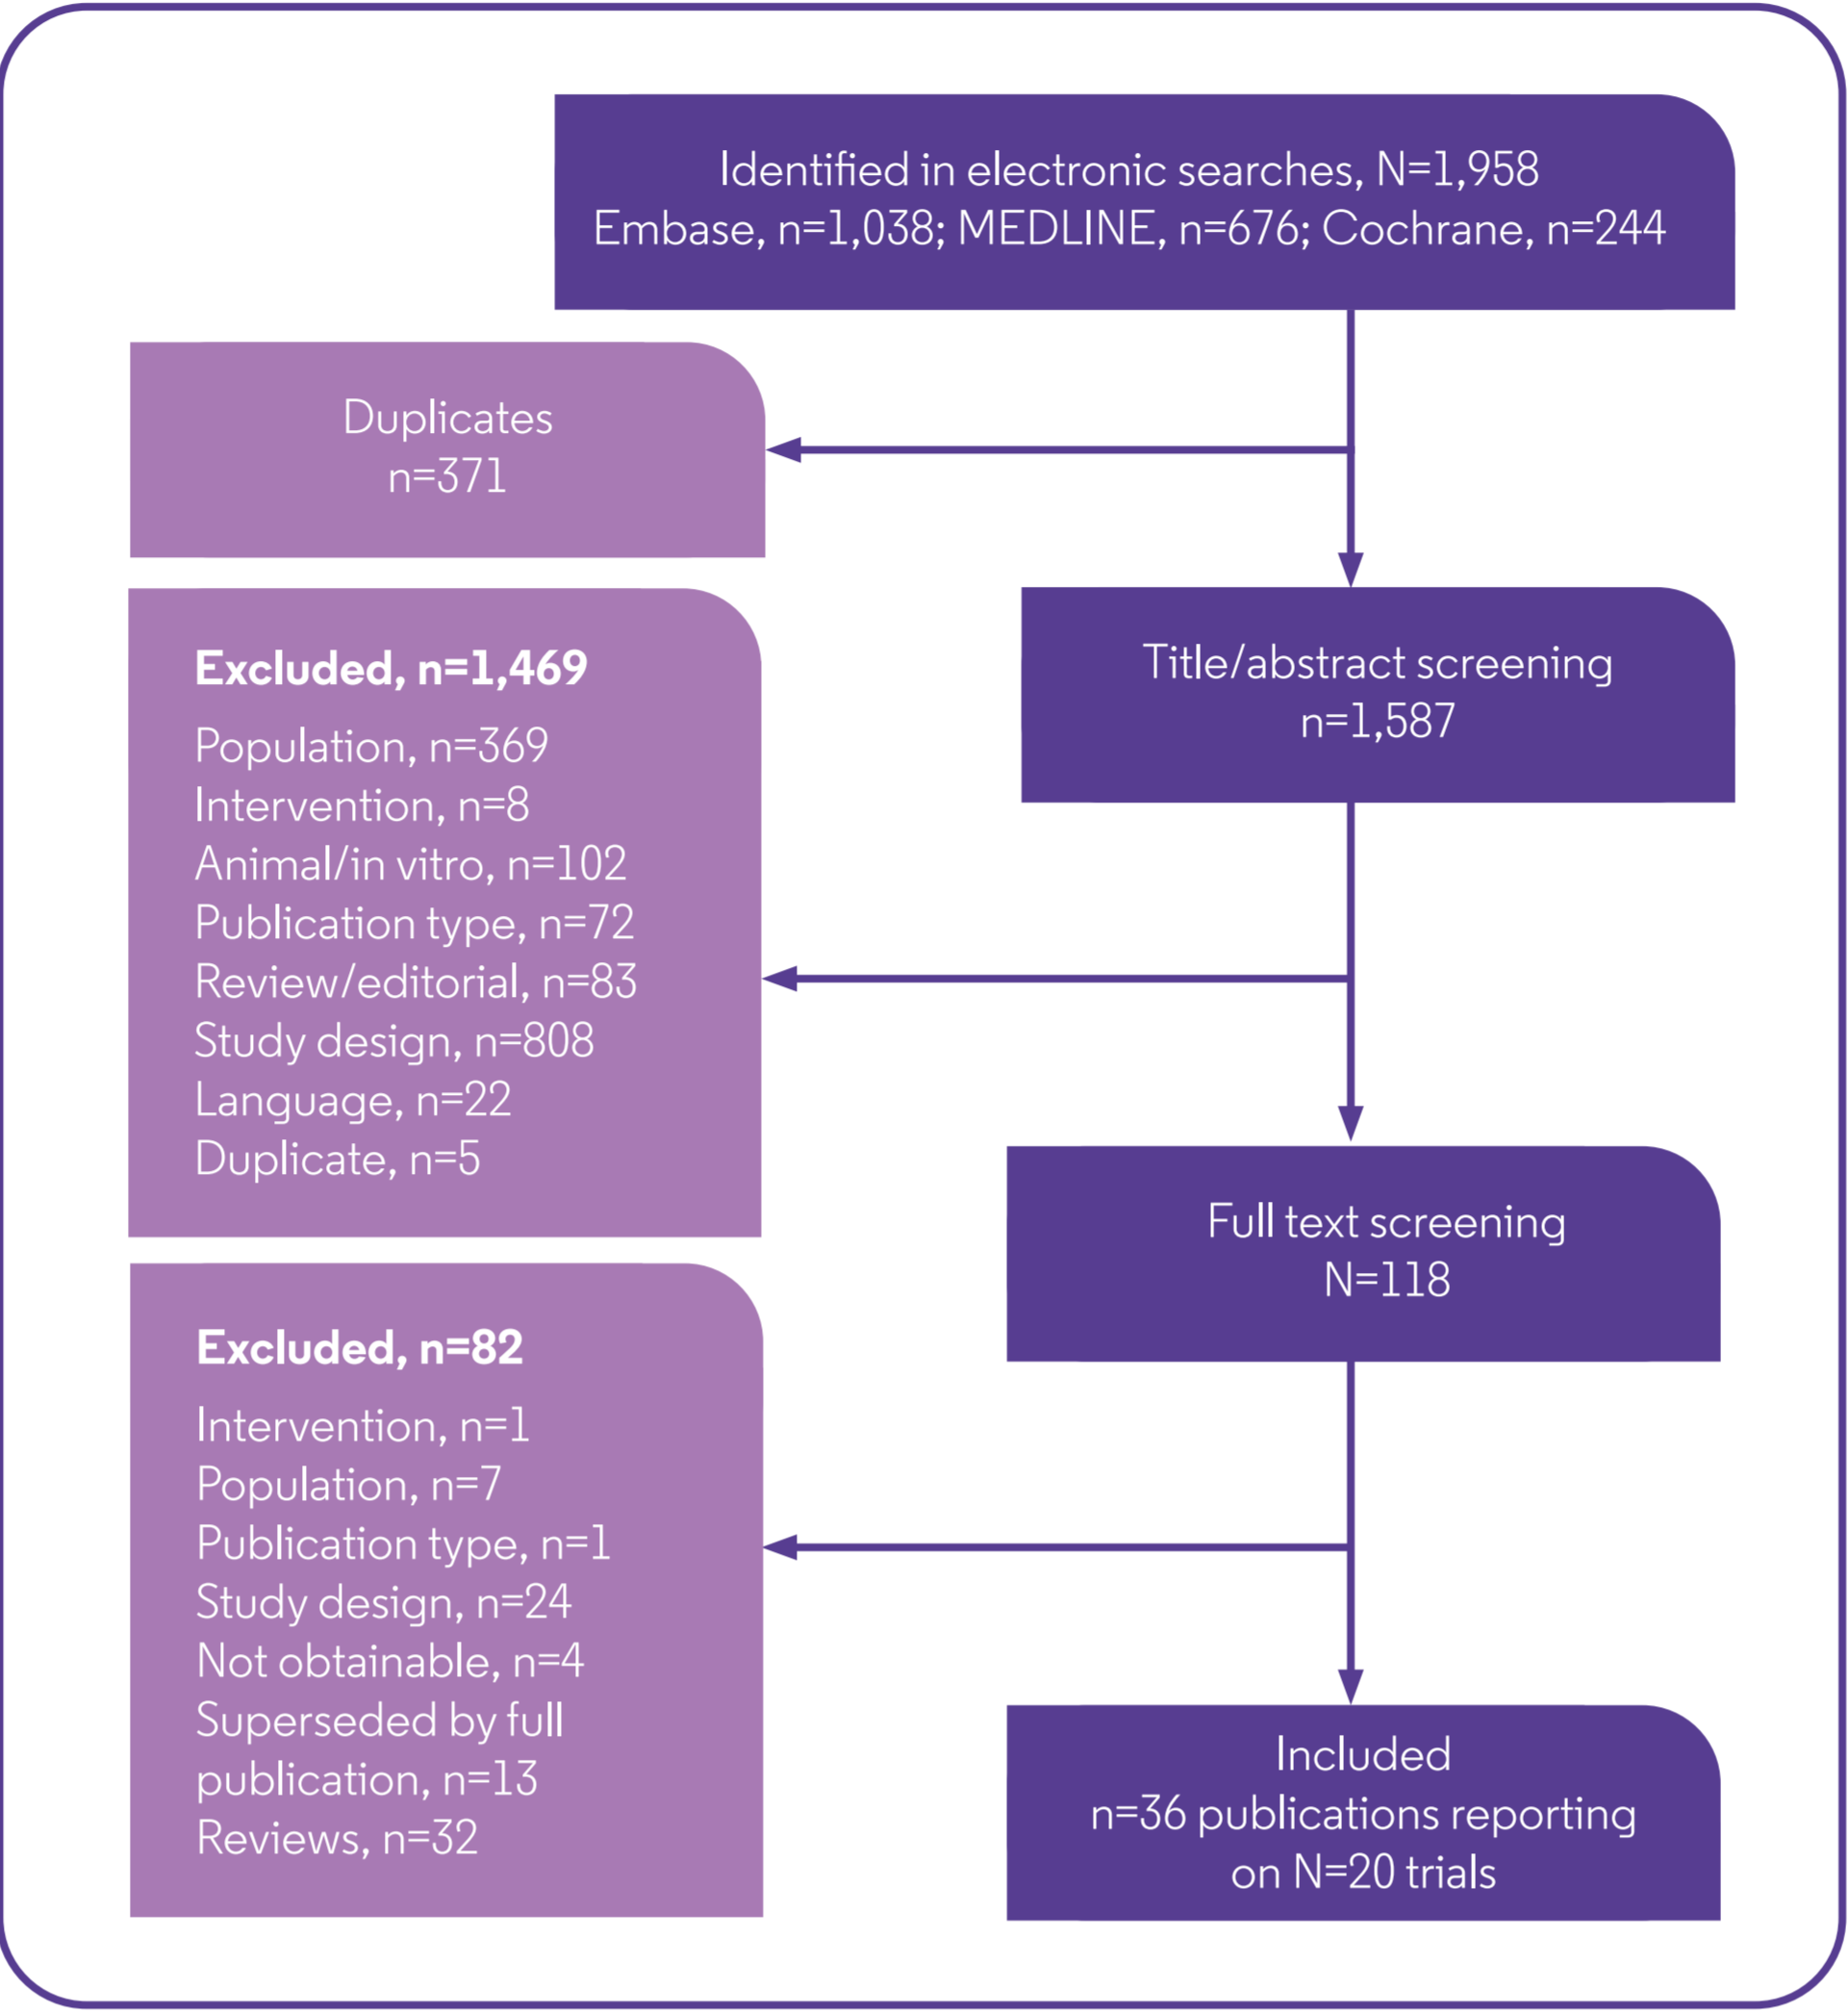 Identified in electronic searches, N=1,958
Embase, n=1,038; MEDLINE, n=676; Cochrane, n=244
Duplicates
n=371
Title/abstract screening
n=1,587
Excluded, n=1,469
Population, n=369
Intervention, n=8
Animal/in vitro, n=102
Publication type, n=72
Review/editorial, n=83
Study design, n=808
Language, n=22
Duplicate, n=5
Full text screening
N=118
Excluded, n=82
Intervention, n=1
Population, n=7
Publication type, n=1
Study design, n=24
Not obtainable, n=4
Superseded by full
publication, n=13
Reviews, n=32
Included
n=36 publications reporting
on N=20 trials